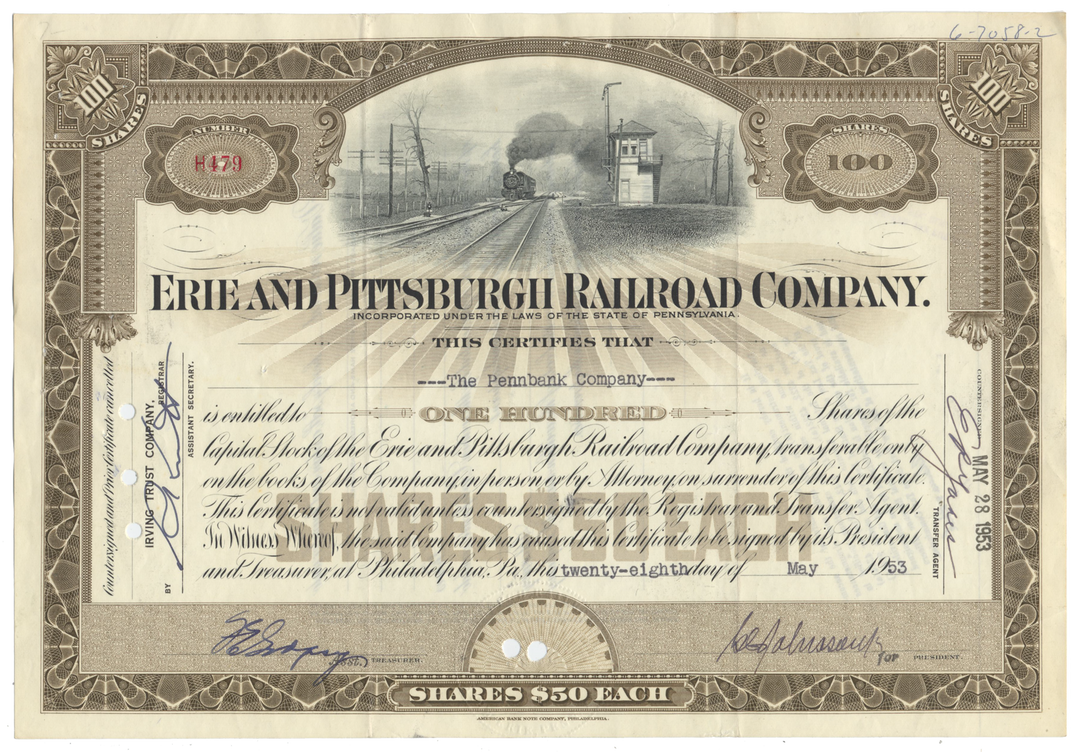 6-7058-2
100
SHARES
100
SHARES
NUMBER
H479
SHARES
100
ERIE AND PITTSBURGH RAILROAD COMPANY.
INCORPORATED UNDER THE LAWS OF THE STATE OF PENNSYLVANIA.
THIS CERTIFIES THAT
---The Pennbank Company---
is entitled to ONE HUNDRED Shares of the
Capital Stock of the Erie and Pittsburgh Railroad Company, transferable only
on the books of the Company, in person or by Attorney, on surrender of this Certificate.
This Certificate is not valid unless countersigned by the Registrar and Transfer Agent.
In Witness Whereof, the said Company has caused this Certificate to be signed by its President
and Treasurer, at Philadelphia, Pa. this twenty-eighth day of May 1953
SHARES $50 EACH
Countersigned and prior Certificate cancelled
IRVING TRUST COMPANY,
REGISTRAR
BY
ASSISTANT SECRETARY.
COUNTERSIGNED
MAY 28 1953
TRANSFER AGENT
Asst. TREASURER.
for PRESIDENT.
SHARES $50 EACH
AMERICAN BANK NOTE COMPANY, PHILADELPHIA.